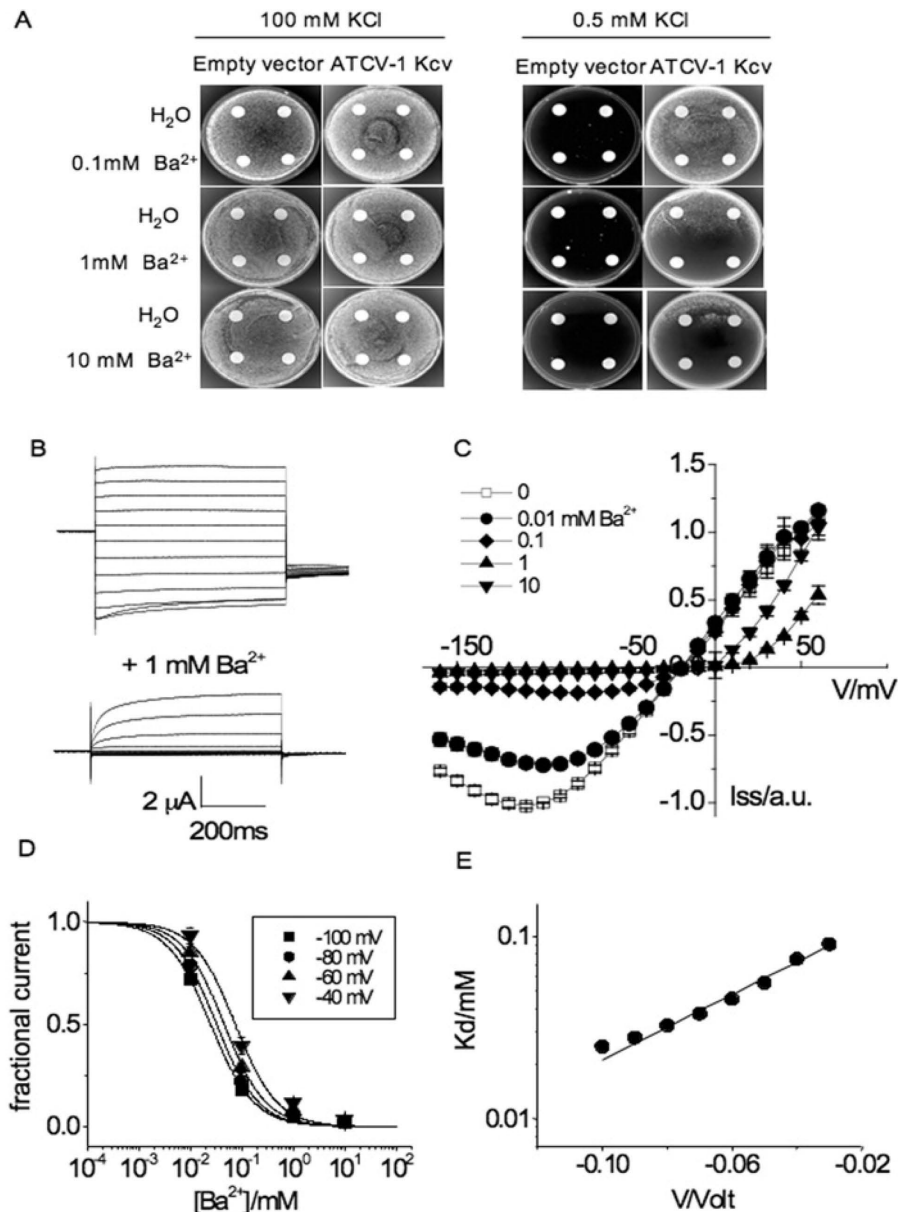 A
100 mM KCl
0.5 mM KCl
Empty vector ATCV-1 Kcv
Empty vector ATCV-1 Kcv
H₂O
0.1mM Ba²⁺
H₂O
1mM Ba²⁺
H₂O
10 mM Ba²⁺
B
+ 1 mM Ba²⁺
2 µA
200ms
C
0
0.01 mM Ba²⁺
0.1
1
10
1.5
1.0
0.5
0
-150
-50
50
V/mV
-0.5
-1.0
Iss/a.u.
D
1.0
0.5
0.0
fractional current
-100 mV
-80 mV
-60 mV
-40 mV
10⁻⁴ 10⁻³ 10⁻² 10⁻¹ 10⁰ 10¹ 10²
[Ba²⁺]/mM
E
0.1
0.01
Kd/mM
-0.10 -0.06 -0.02
V/Volt